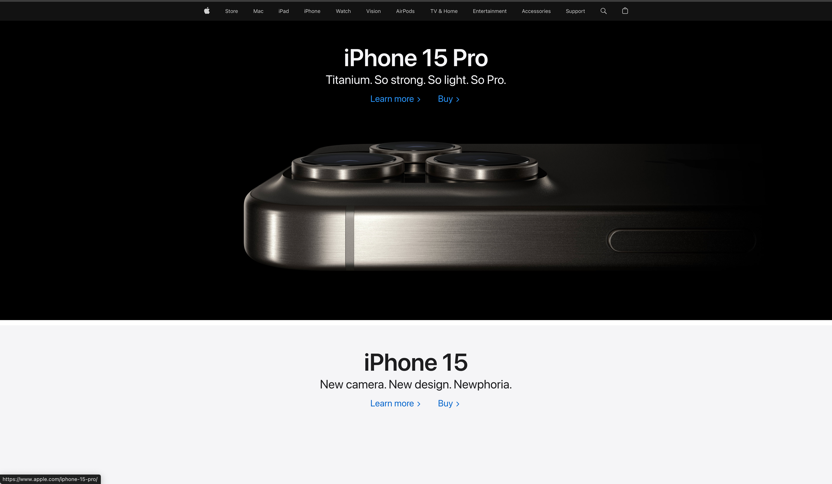 Store Mac iPad iPhone Watch Vision AirPods TV & Home Entertainment Accessories Support
iPhone 15 Pro
Titanium. So strong. So light. So Pro.
Learn more > Buy >
iPhone 15
New camera. New design. Newphoria.
Learn more > Buy >
https://www.apple.com/iphone-15-pro/